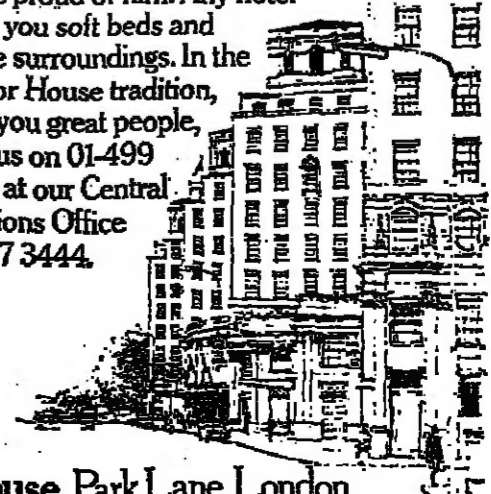 you soft beds and
surroundings. In the
or House tradition,
you great people,
us on 01-499
at our Central
ions Office
7 3444.
use Park Lane London